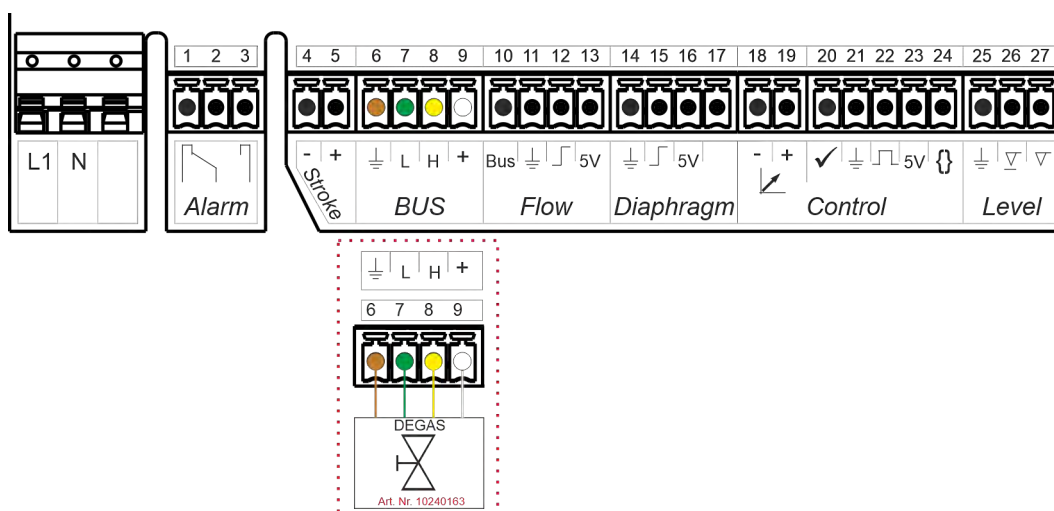 1 2 3 4 5 6 7 8 9 10 11 12 13 14 15 16 17 18 19 20 21 22 23 24 25 26 27
L1 N - + L H + Bus 5V 5V - + 5V {}
Alarm Stroke BUS Flow Diaphragm Control Level
L H +
6 7 8 9
DEGAS
Art. Nr. 10240163